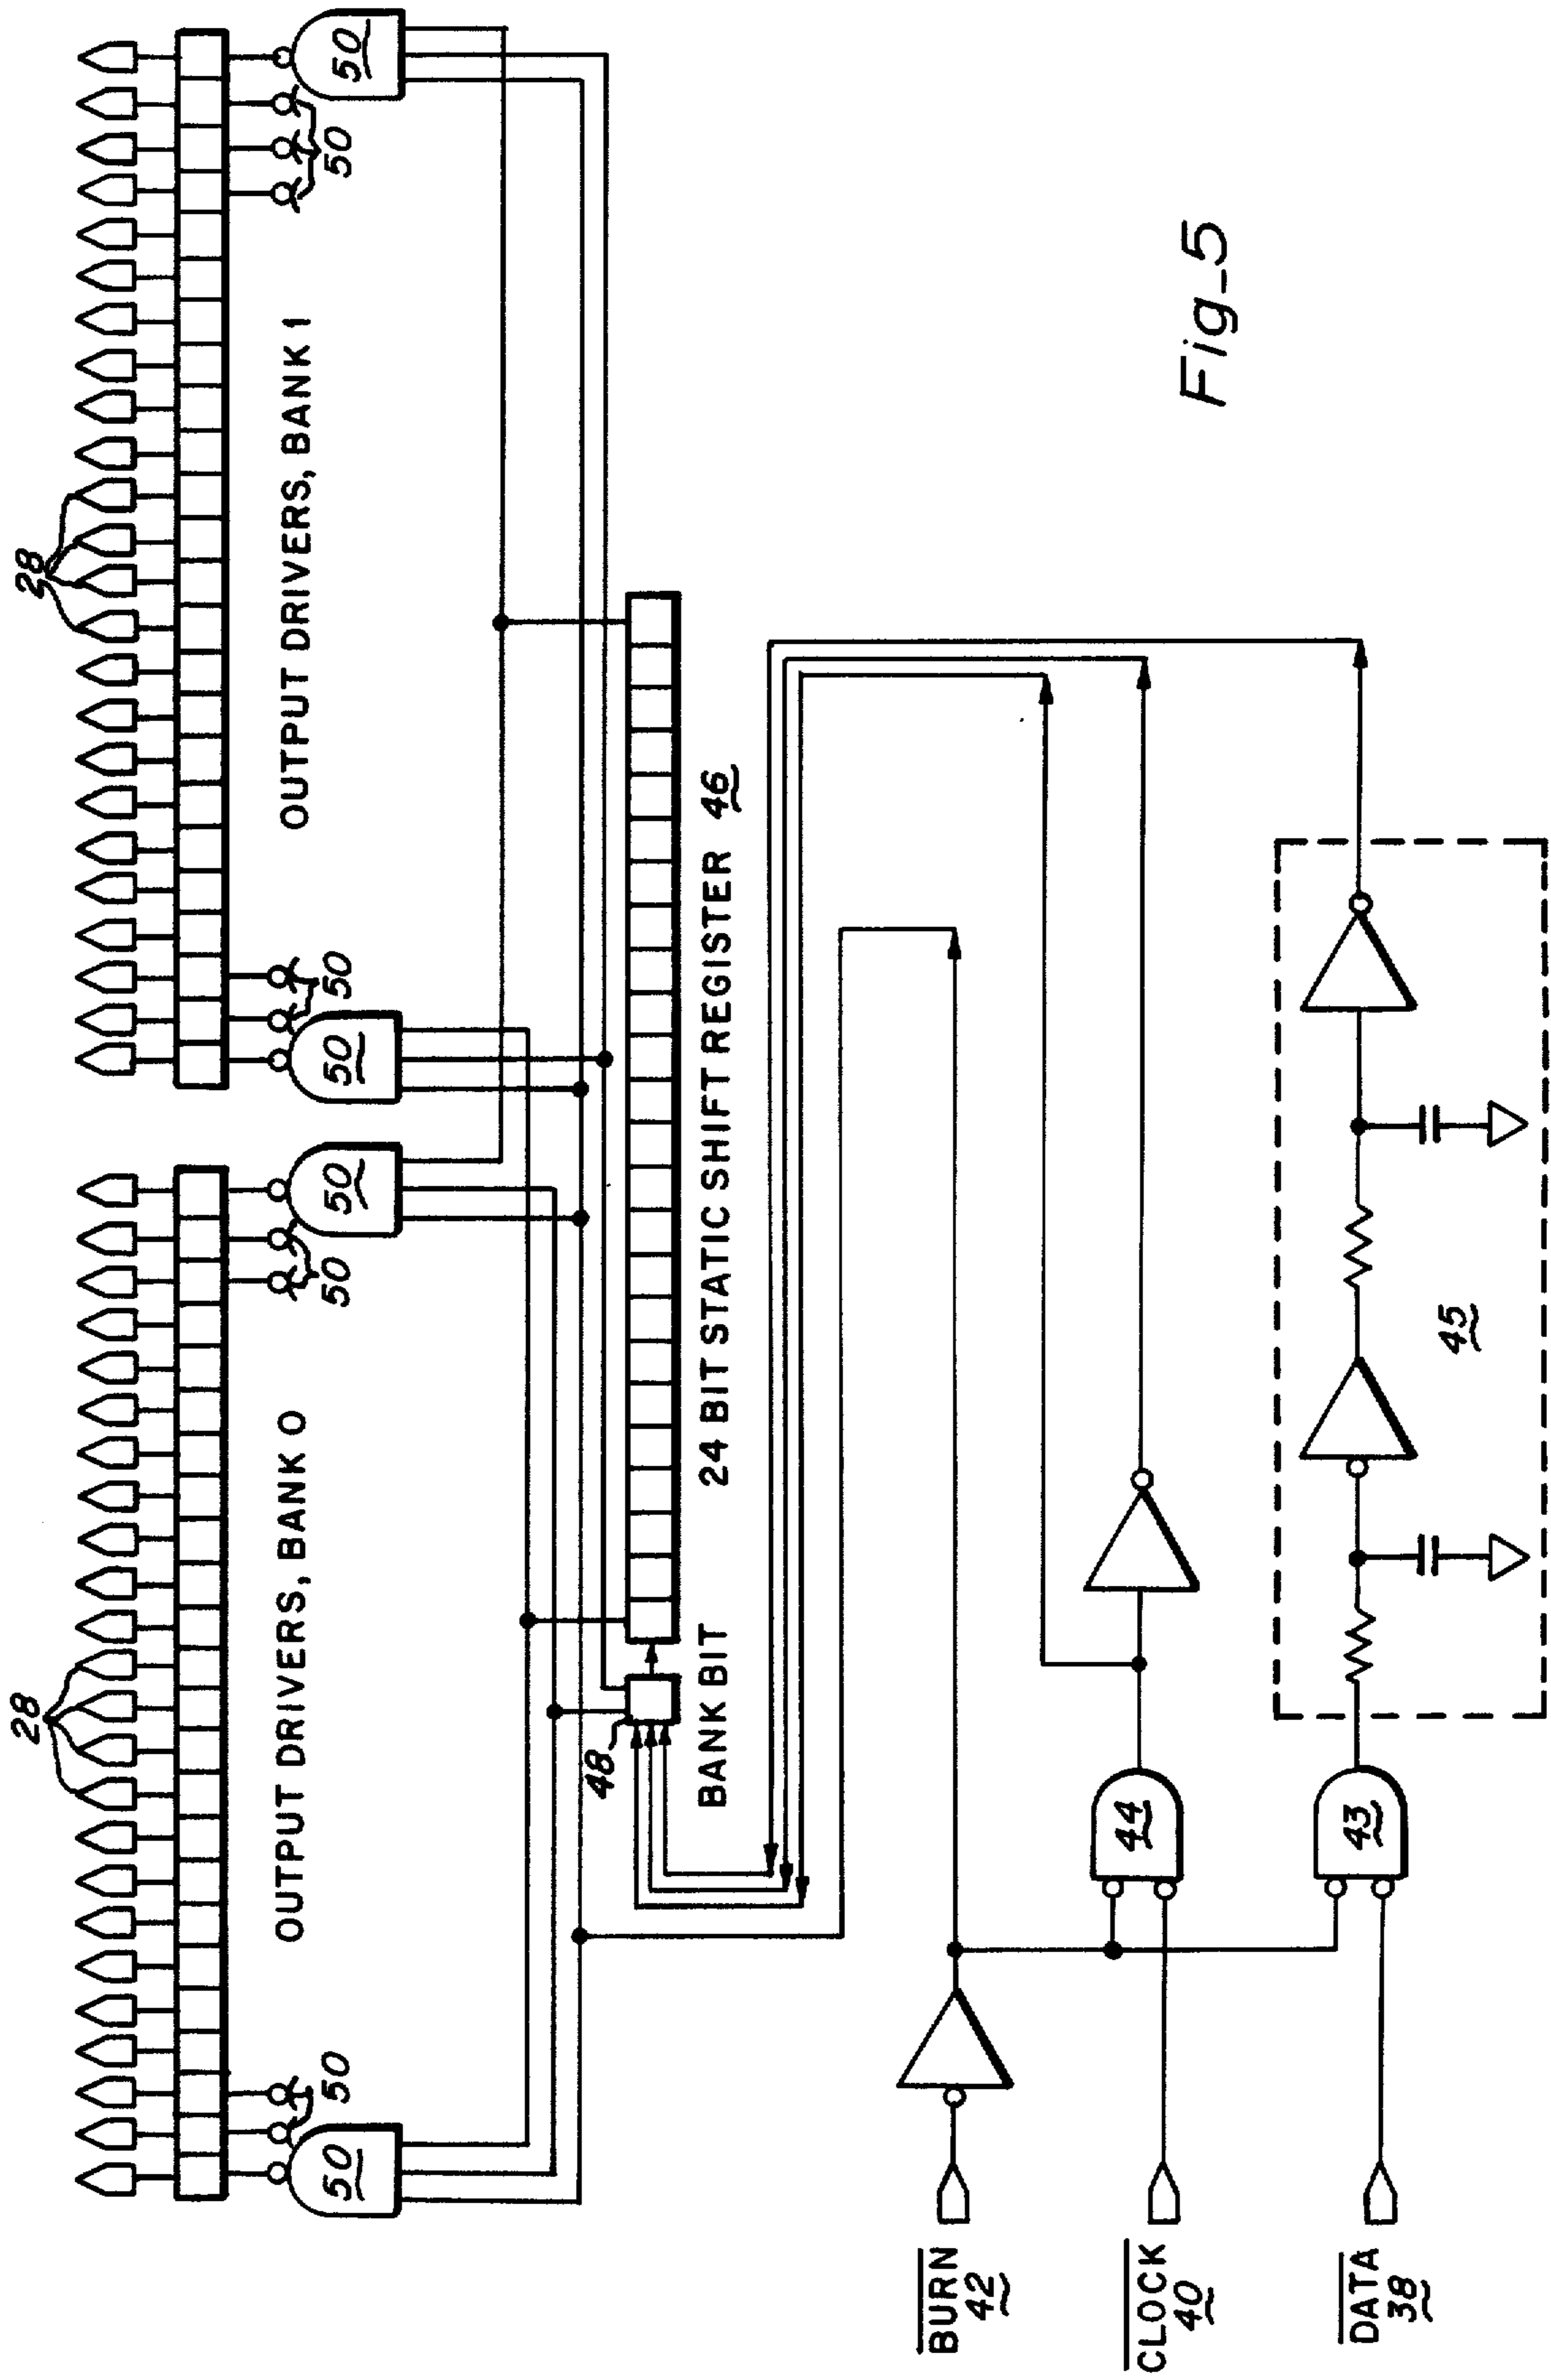 28
28
OUTPUT DRIVERS, BANK 0
OUTPUT DRIVERS, BANK 1
50
50
50
50
50
50
50
50
48
BANK BIT
24 BIT STATIC SHIFT REGISTER 46
BURN
42
CLOCK
40
44
DATA
38
43
45
Fig_5